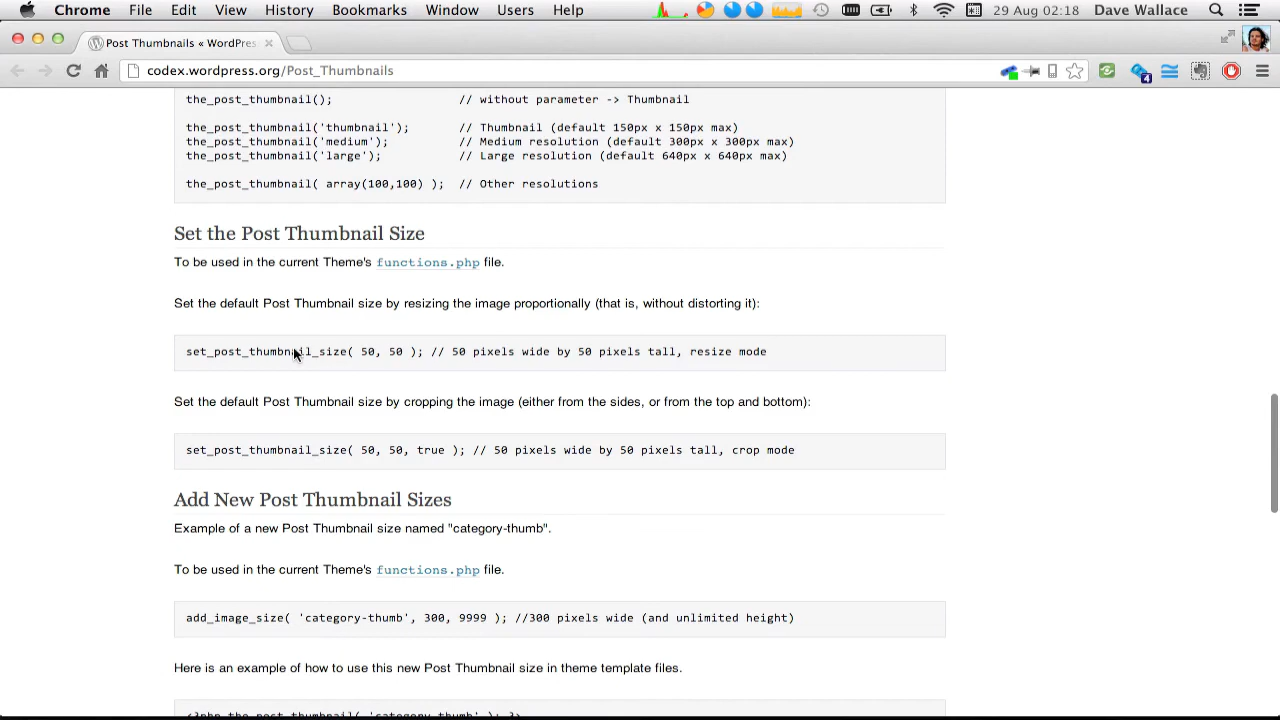 Chrome File Edit View History Bookmarks Window Users Help 29 Aug 02:18 Dave Wallace
Post Thumbnails « WordPres
codex.wordpress.org/Post_Thumbnails
4
the_post_thumbnail(); // without parameter -> Thumbnail
the_post_thumbnail('thumbnail'); // Thumbnail (default 150px x 150px max)
the_post_thumbnail('medium'); // Medium resolution (default 300px x 300px max)
the_post_thumbnail('large'); // Large resolution (default 640px x 640px max)
the_post_thumbnail( array(100,100) ); // Other resolutions
Set the Post Thumbnail Size
To be used in the current Theme's functions.php file.
Set the default Post Thumbnail size by resizing the image proportionally (that is, without distorting it):
set_post_thumbnail_size( 50, 50 ); // 50 pixels wide by 50 pixels tall, resize mode
Set the default Post Thumbnail size by cropping the image (either from the sides, or from the top and bottom):
set_post_thumbnail_size( 50, 50, true ); // 50 pixels wide by 50 pixels tall, crop mode
Add New Post Thumbnail Sizes
Example of a new Post Thumbnail size named "category-thumb".
To be used in the current Theme's functions.php file.
add_image_size( 'category-thumb', 300, 9999 ); //300 pixels wide (and unlimited height)
Here is an example of how to use this new Post Thumbnail size in theme template files.
<?php the_post_thumbnail( 'category-thumb' ); ?>